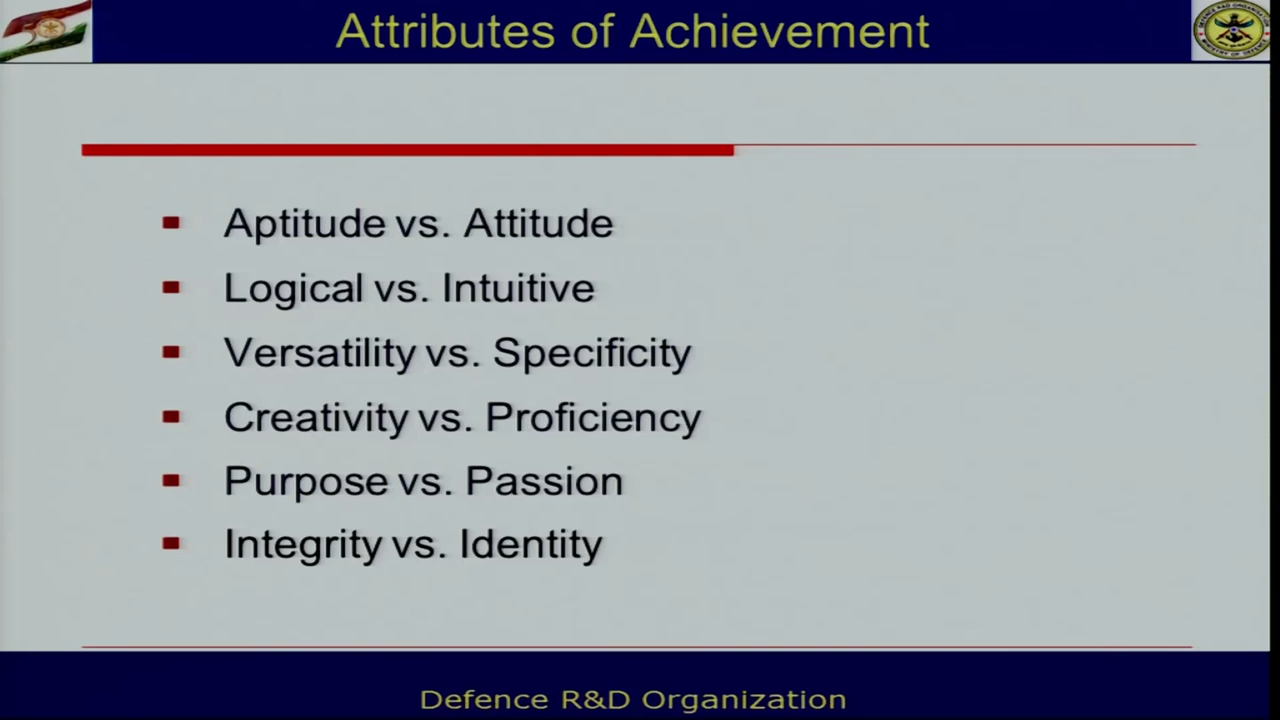 Attributes of Achievement
Aptitude vs. Attitude
Logical vs. Intuitive
Versatility vs. Specificity
Creativity vs. Proficiency
Purpose vs. Passion
Integrity vs. Identity
Defence R&D Organization